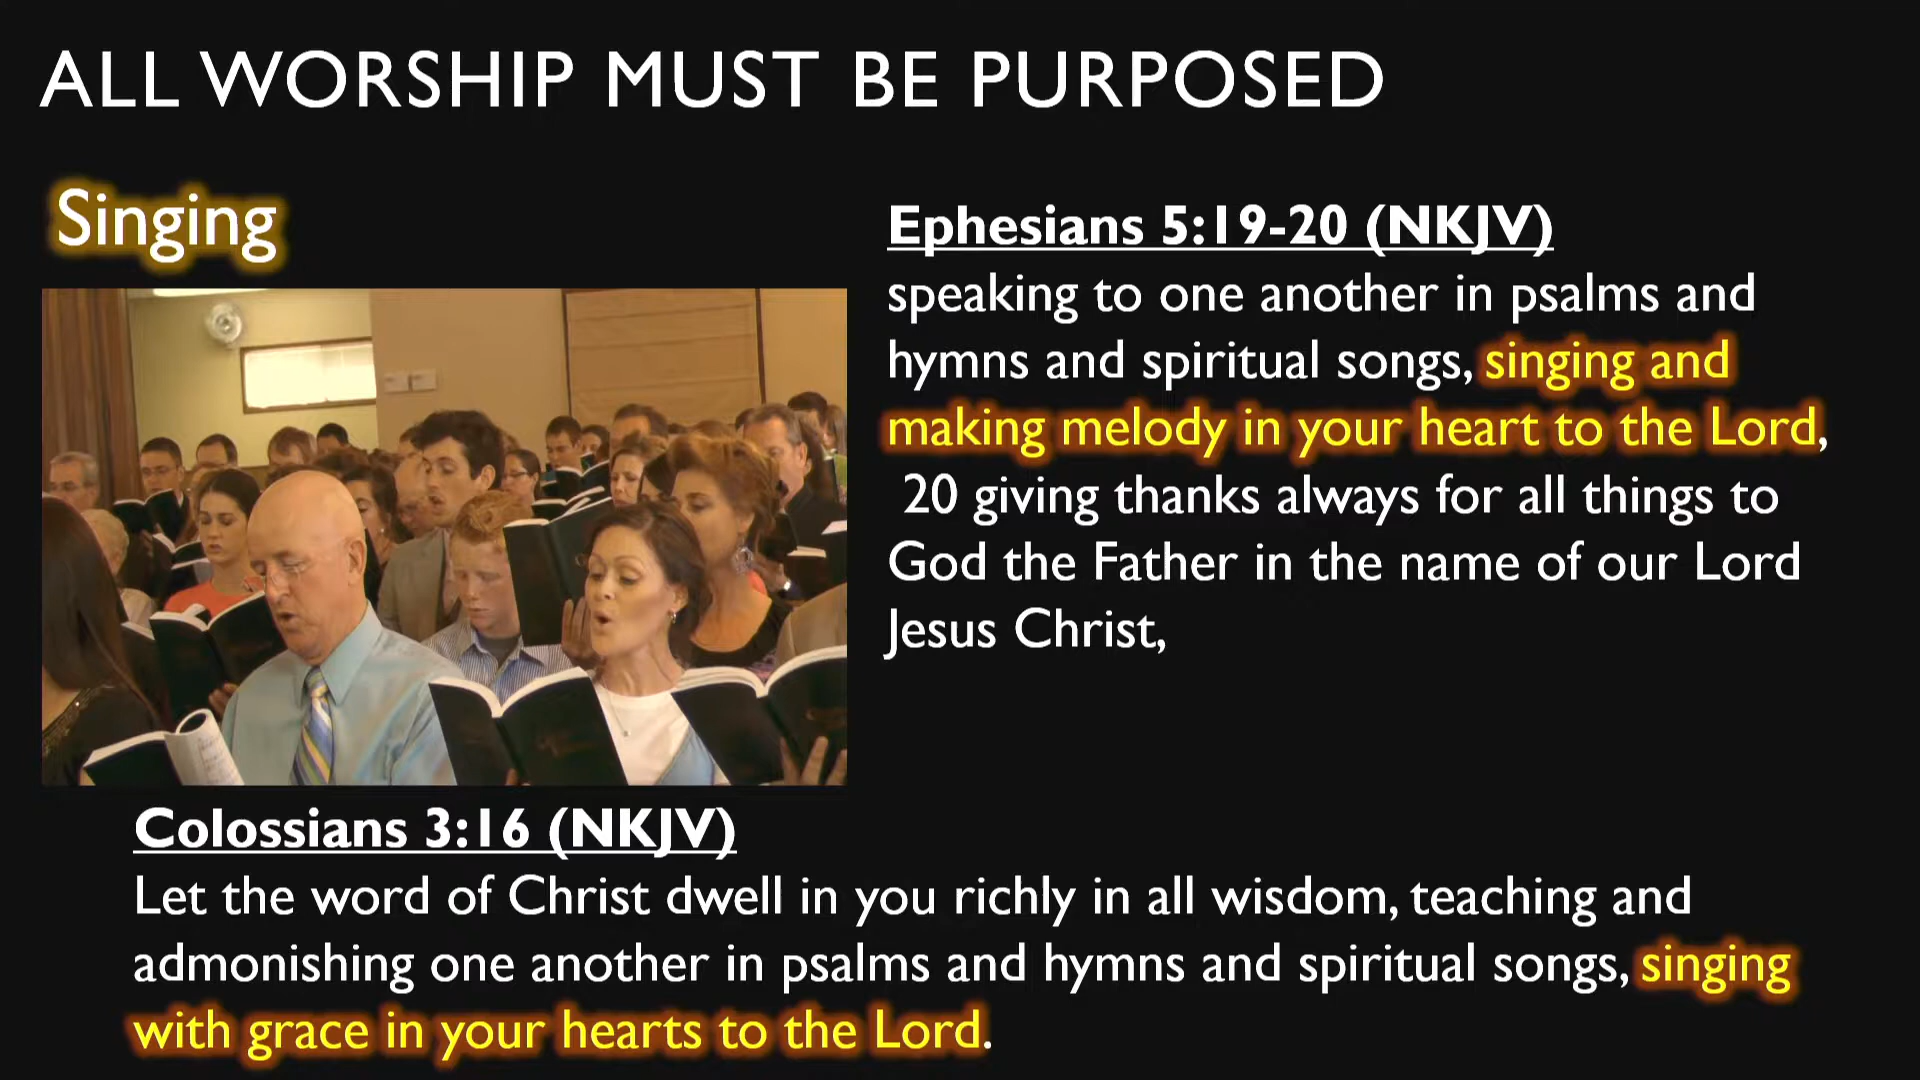 ALL WORSHIP MUST BE PURPOSED
Singing
Ephesians 5:19-20 (NKJV)
speaking to one another in psalms and
hymns and spiritual songs, singing and
making melody in your heart to the Lord,
20 giving thanks always for all things to
God the Father in the name of our Lord
Jesus Christ,
Colossians 3:16 (NKJV)
Let the word of Christ dwell in you richly in all wisdom, teaching and
admonishing one another in psalms and hymns and spiritual songs, singing
with grace in your hearts to the Lord.